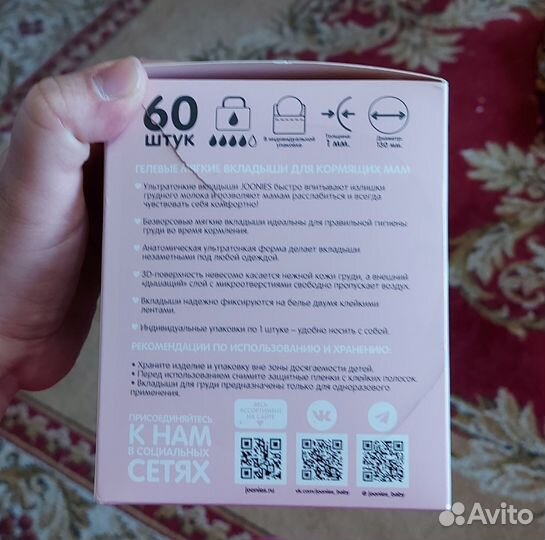 60
ШТУК
В индивидуальной
упаковке
Толщина:
1 мм.
Диаметр:
130 мм.
ГЕЛЕВЫЕ МЯГКИЕ ВКЛАДЫШИ ДЛЯ КОРМЯЩИХ МАМ
Ультратонкие вкладыши JOONIES быстро впитывают излишки
грудного молока и позволяют мамам расслабиться и всегда
чувствовать себя комфортно!
Безворсовые мягкие вкладыши идеальны для правильной гигиены
груди во время кормления.
Анатомическая ультратонкая форма делает вкладыши
незаметными под любой одеждой.
3D-поверхность невесомо касается нежной кожи груди, а внешний
«дышащий» слой с микроотверстиями свободно пропускает воздух.
Вкладыши надежно фиксируются на белье двумя клейкими
лентами.
Индивидуальные упаковки по 1 штуке – удобно носить с собой.
РЕКОМЕНДАЦИИ ПО ИСПОЛЬЗОВАНИЮ И ХРАНЕНИЮ:
• Храните изделие и упаковку вне зоны досягаемости детей.
• Перед использованием снимите защитные пленки с клейких полосок.
• Вкладыши для груди предназначены только для одноразового
применения.
ПРИСОЕДИНЯЙТЕСЬ
К НАМ
В СОЦИАЛЬНЫХ
СЕТЯХ
ВЕСЬ
АССОРТИМЕНТ
НА САЙТЕ
joonies.ru
vk.com/joonies_baby
@ joonies_baby
Avito